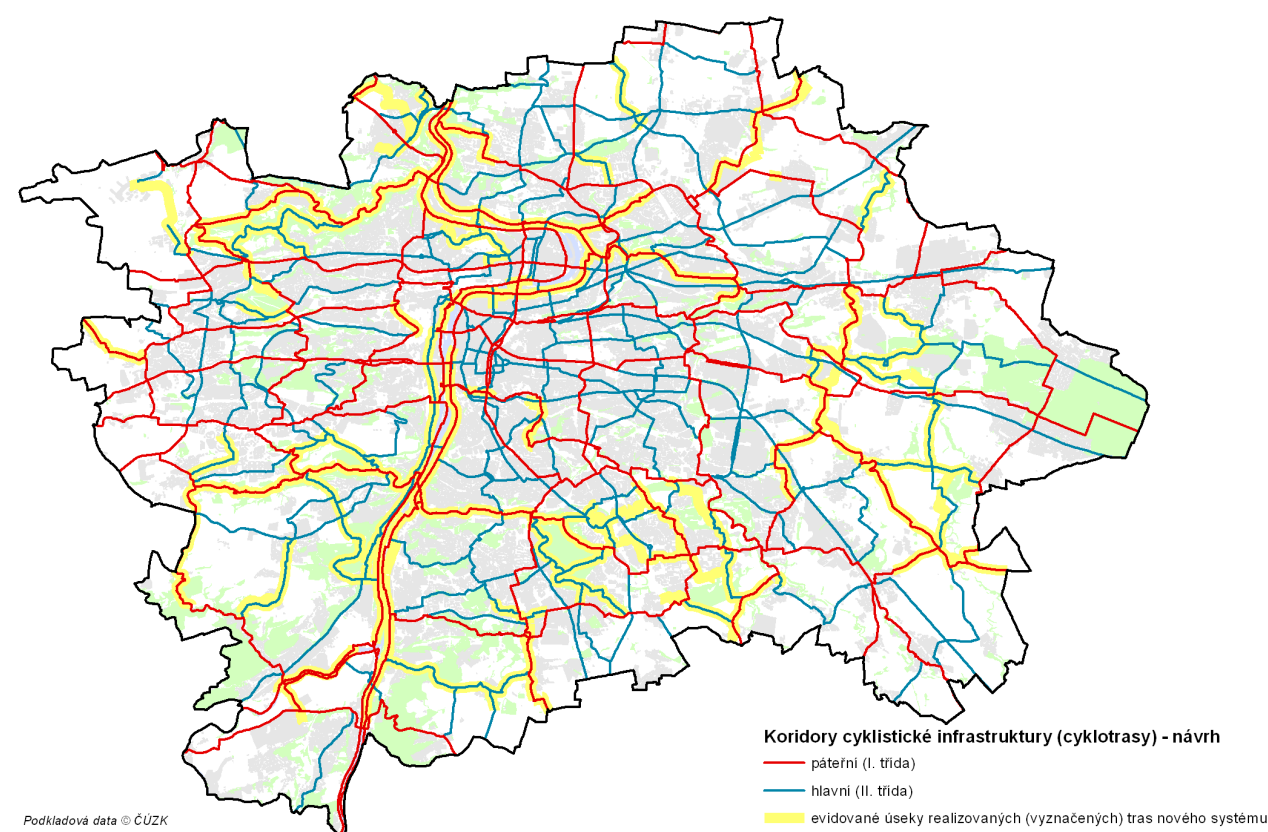 Koridory cyklistické infrastruktury (cyklotrasy) - návrh
páteřní (I. třída)
hlavní (II. třída)
evidované úseky realizovaných (vyznačených) tras nového systému
Podkladová data © ČÚZK